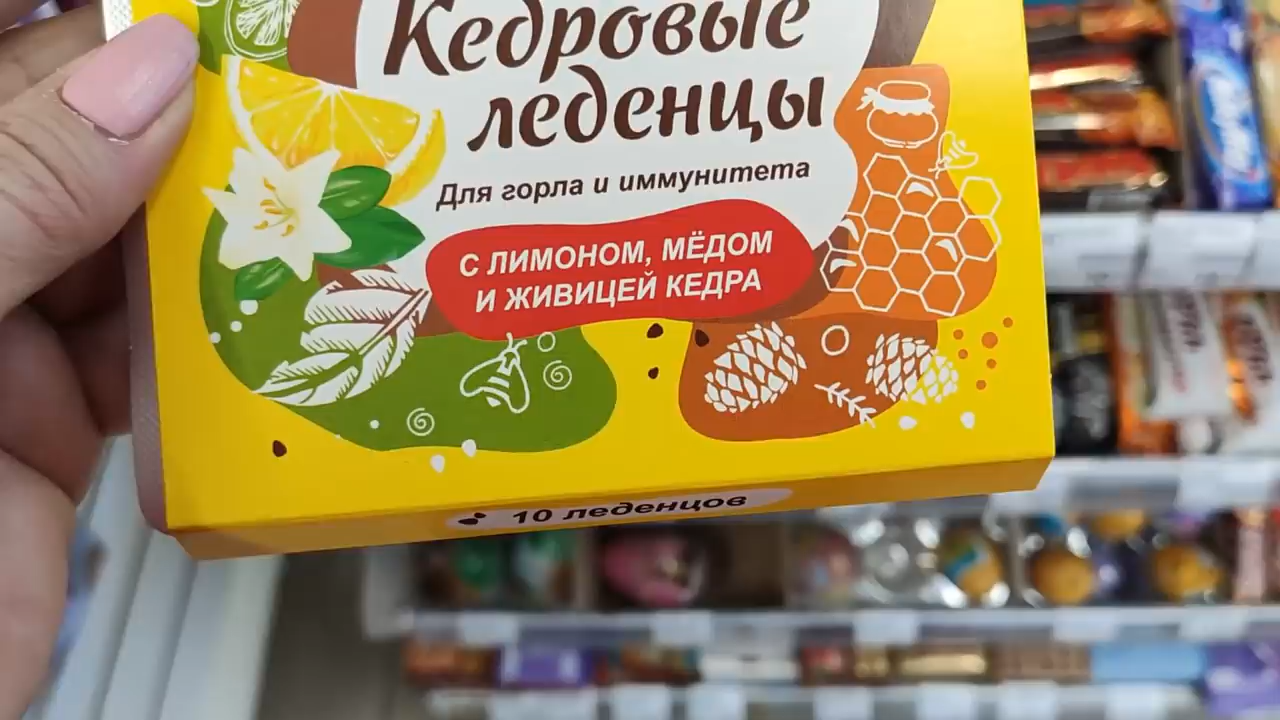 Кедровые
леденцы
Для горла и иммунитета
С ЛИМОНОМ, МЁДОМ
И ЖИВИЦЕЙ КЕДРА
10 леденцов